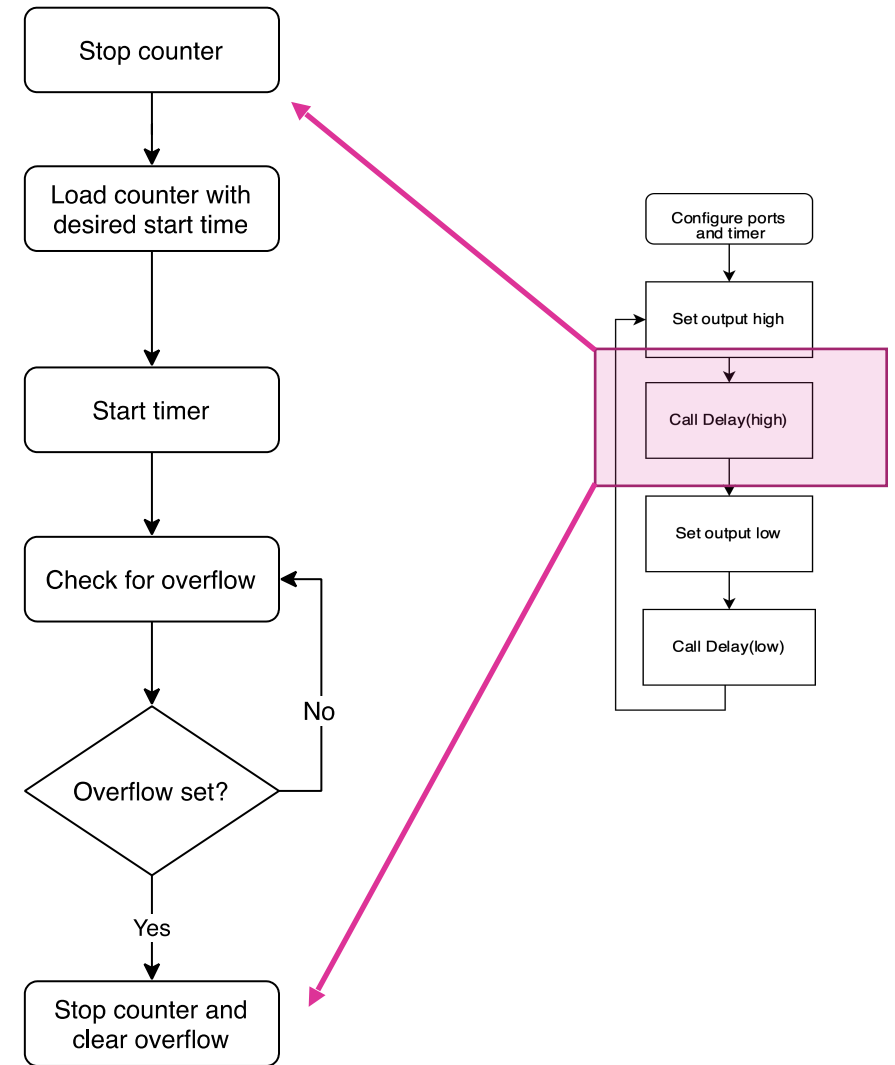 Stop counter
Load counter with
desired start time
Start timer
Check for overflow
No
Overflow set?
Yes
Stop counter and
clear overflow
Configure ports
and timer
Set output high
Call Delay(high)
Set output low
Call Delay(low)